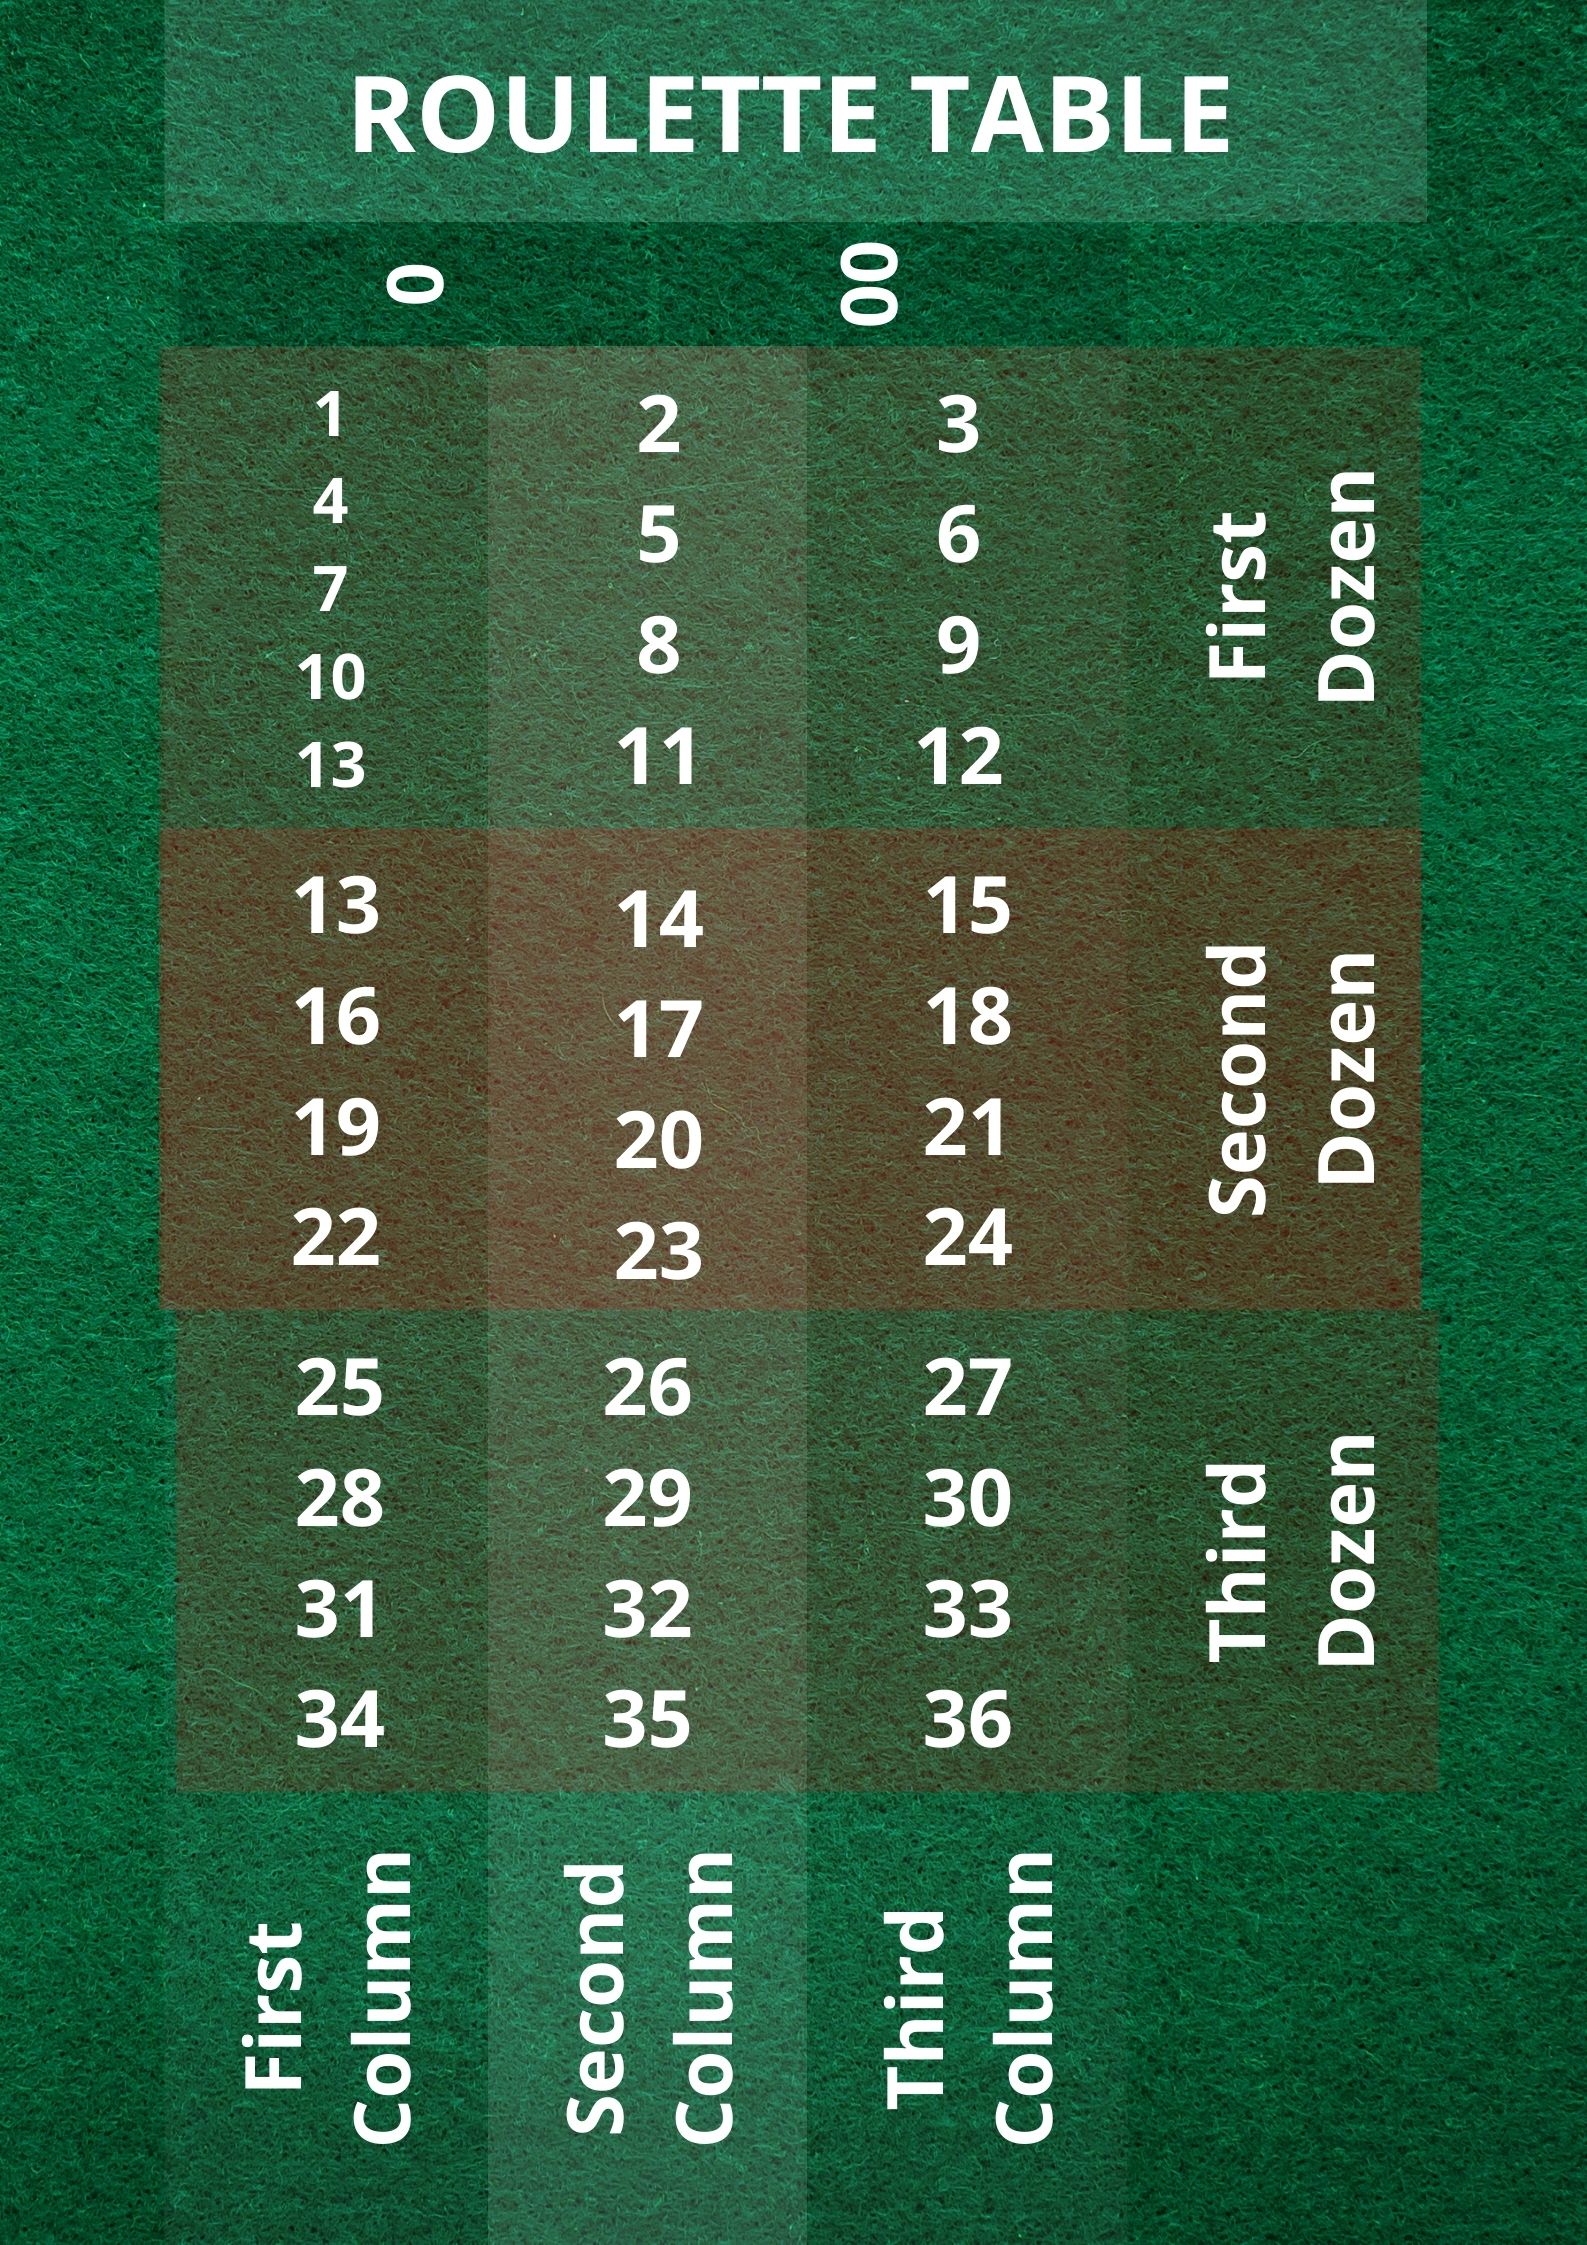 ROULETTE TABLE
0 00
1 2 3
4 5 6
7 8 9
10 11 12
13
First
Dozen
13 14 15
16 17 18
19 20 21
22 23 24
Second
Dozen
25 26 27
28 29 30
31 32 33
34 35 36
Third
Dozen
First
Column
Second
Column
Third
Column